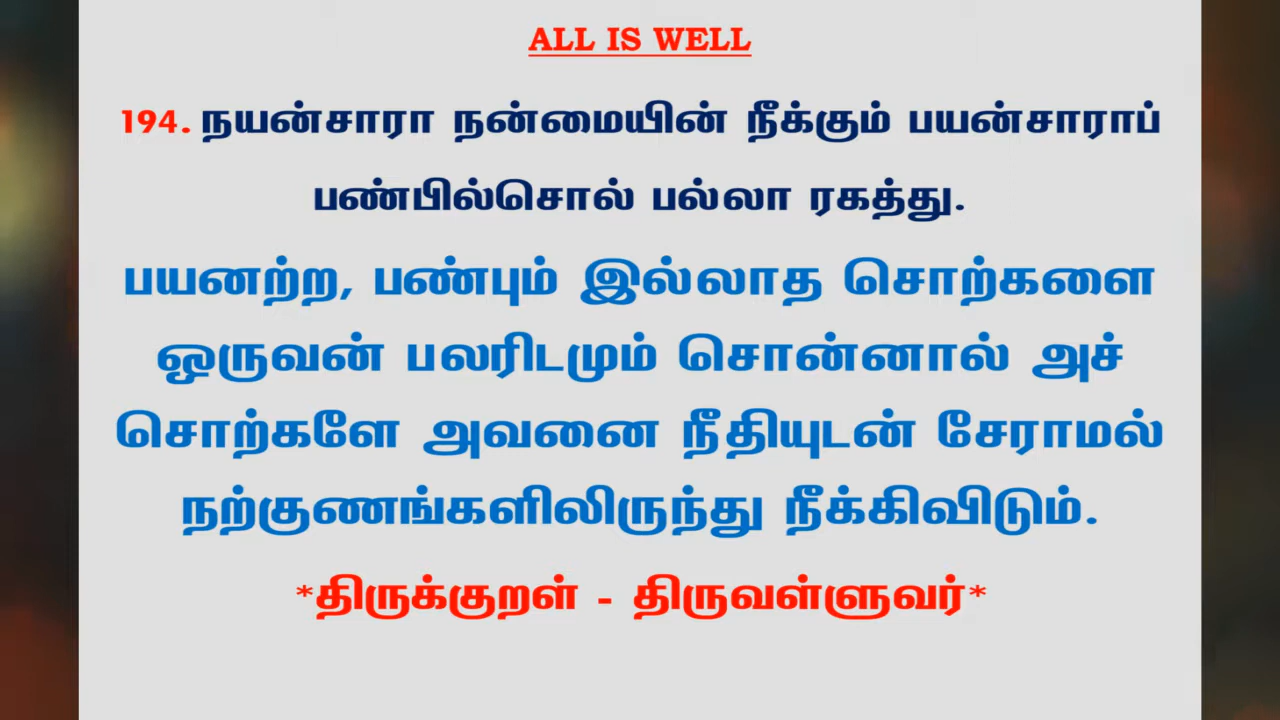 ALL IS WELL
194. நயன்சாரா நன்மையின் நீக்கும் பயன்சாராப்
பண்பில்சொல் பல்லா ரகத்து.
பயனற்ற, பண்பும் இல்லாத சொற்களை
ஒருவன் பலரிடமும் சொன்னால் அச்
சொற்களே அவனை நீதியுடன் சேராமல்
நற்குணங்களிலிருந்து நீக்கிவிடும்.
*திருக்குறள் - திருவள்ளுவர்*